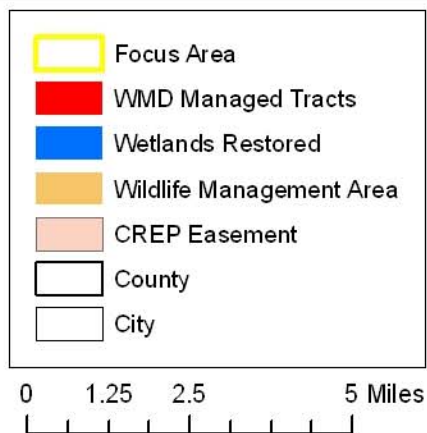 Focus Area
WMD Managed Tracts
Wetlands Restored
Wildlife Management Area
CREP Easement
County
City
0 1.25 2.5 5 Miles